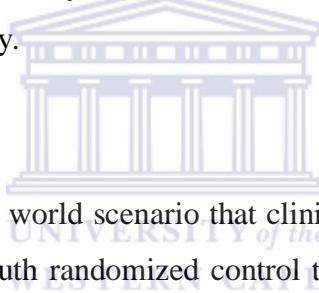 y.
world scenario that clini
UNIVERSITY of the
uth randomized control t
WESTERN CAPE